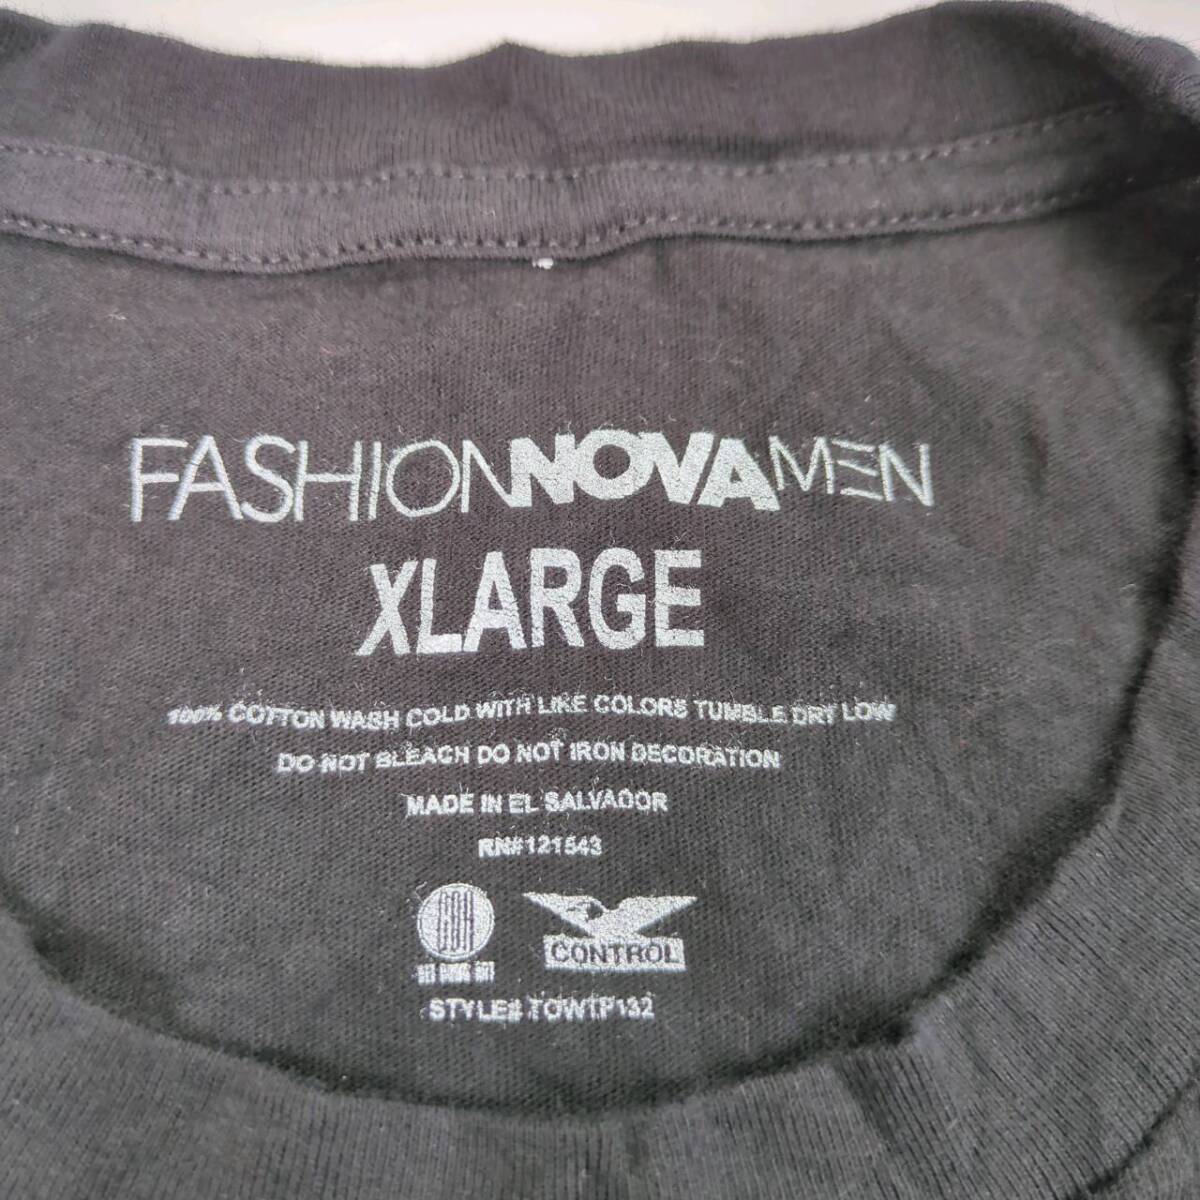 FASHIONNOVAMEN
XLARGE
100% COTTON WASH COLD WITH LIKE COLORS TUMBLE DRY LOW
DO NOT BLEACH DO NOT IRON DECORATION
MADE IN EL SALVADOR
RN#121543
CONTROL
STYLE# TOWTP132